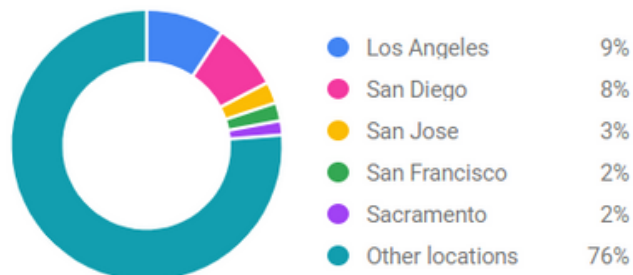 Los Angeles 9%
San Diego 8%
San Jose 3%
San Francisco 2%
Sacramento 2%
Other locations 76%